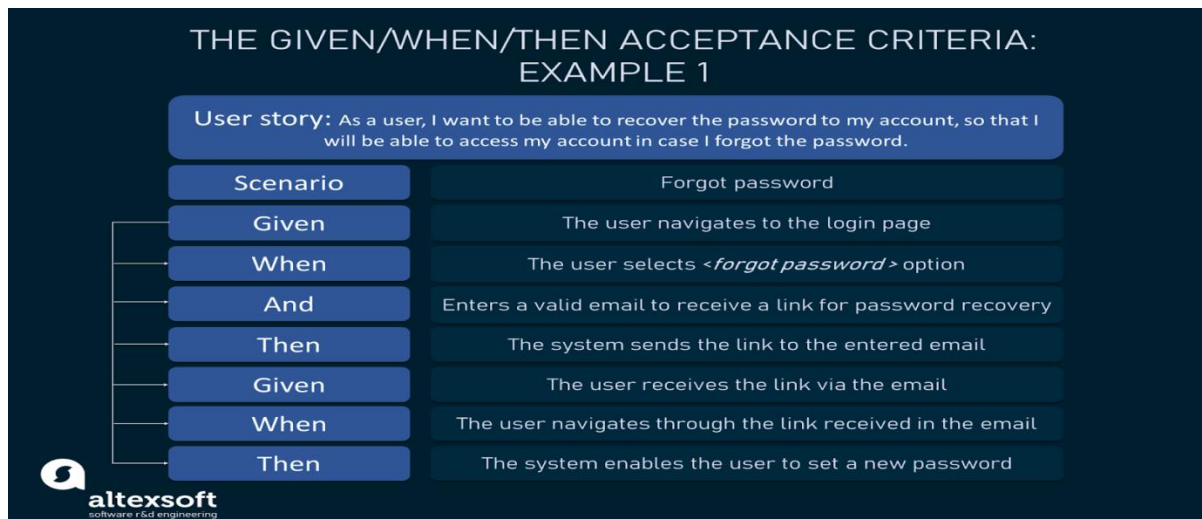 THE GIVEN/WHEN/THEN ACCEPTANCE CRITERIA:
EXAMPLE 1
User story: As a user, I want to be able to recover the password to my account, so that I
will be able to access my account in case I forgot the password.
Scenario Forgot password
Given The user navigates to the login page
When The user selects <forgot password> option
And Enters a valid email to receive a link for password recovery
Then The system sends the link to the entered email
Given The user receives the link via the email
When The user navigates through the link received in the email
Then The system enables the user to set a new password
altexsoft
software r&d engineering